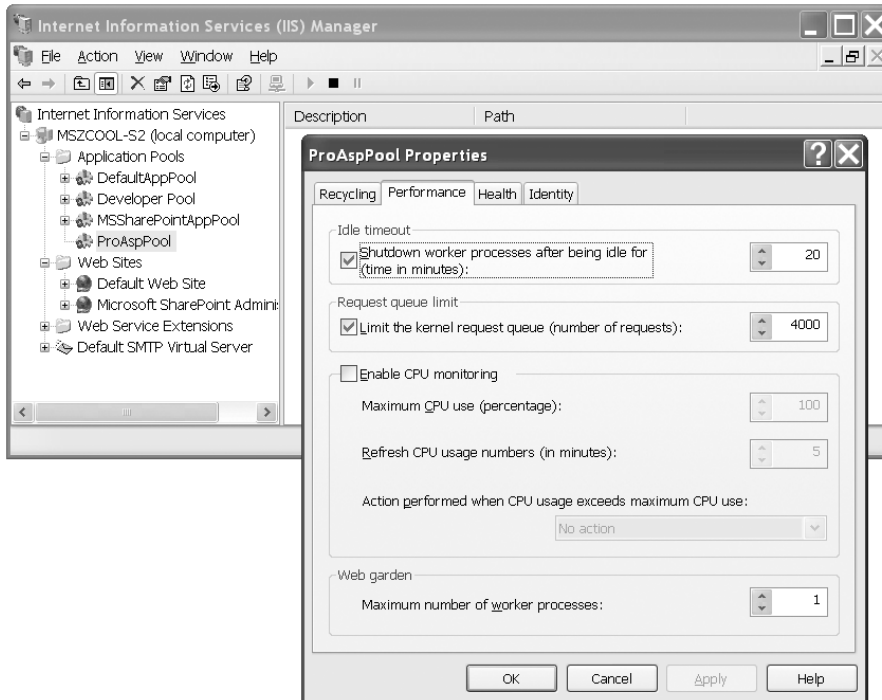 Internet Information Services (IIS) Manager
File Action View Window Help
Internet Information Services
MSZCOOL-S2 (local computer)
Application Pools
DefaultAppPool
Developer Pool
MSSharePointAppPool
ProAspPool
Web Sites
Default Web Site
Microsoft SharePoint Adminis
Web Service Extensions
Default SMTP Virtual Server
Description Path
ProAspPool Properties
Recycling Performance Health Identity
Idle timeout
Shutdown worker processes after being idle for
(time in minutes):
20
Request queue limit
Limit the kernel request queue (number of requests): 4000
Enable CPU monitoring
Maximum CPU use (percentage): 100
Refresh CPU usage numbers (in minutes): 5
Action performed when CPU usage exceeds maximum CPU use:
No action
Web garden
Maximum number of worker processes: 1
OK Cancel Apply Help